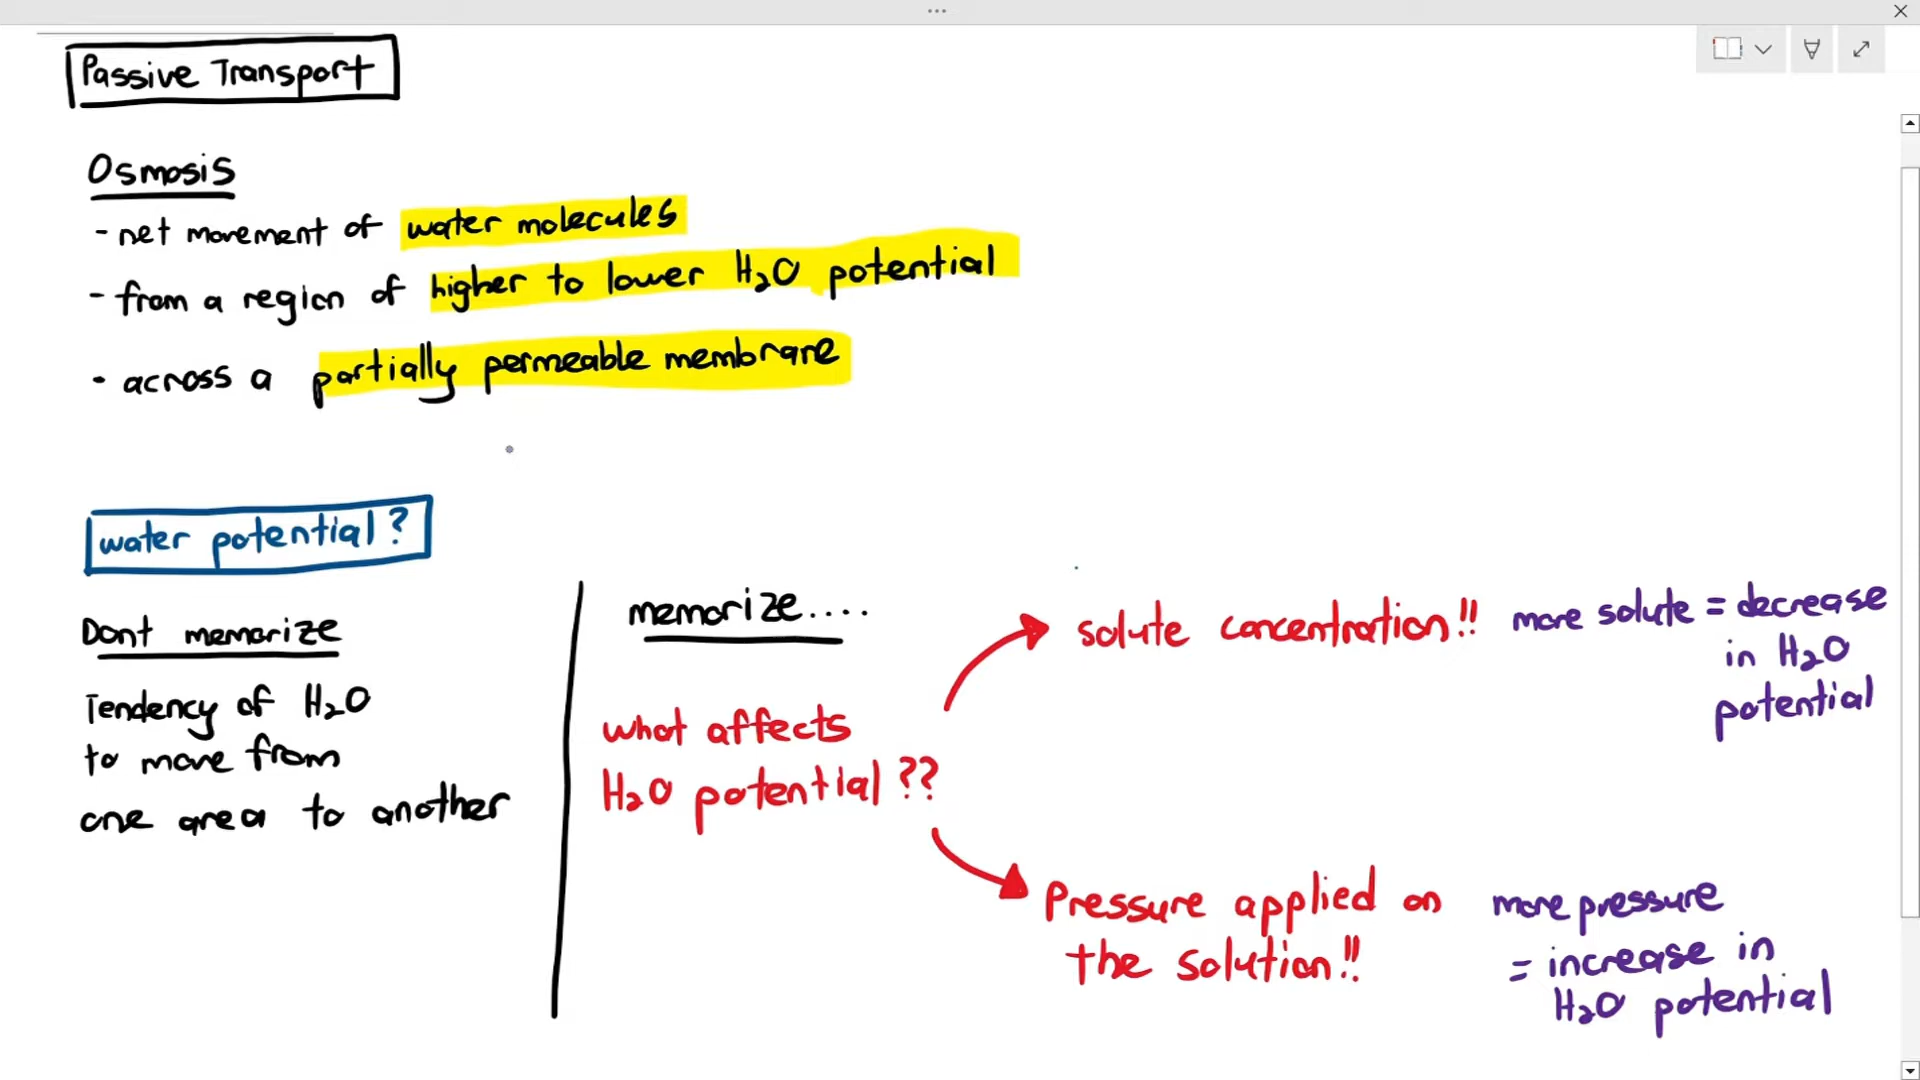 Passive Transport
Osmosis
- net movement of water molecules
- from a region of higher to lower H₂O potential
- across a partially permeable membrane
water potential?
Dont memorize
Tendency of H₂O
to move from
one area to another
memorize....
what affects
H₂O potential??
solute concentration!!
more solute = decrease
in H₂O
potential
Pressure applied on
the solution!!
more pressure
= increase in
H₂O potential